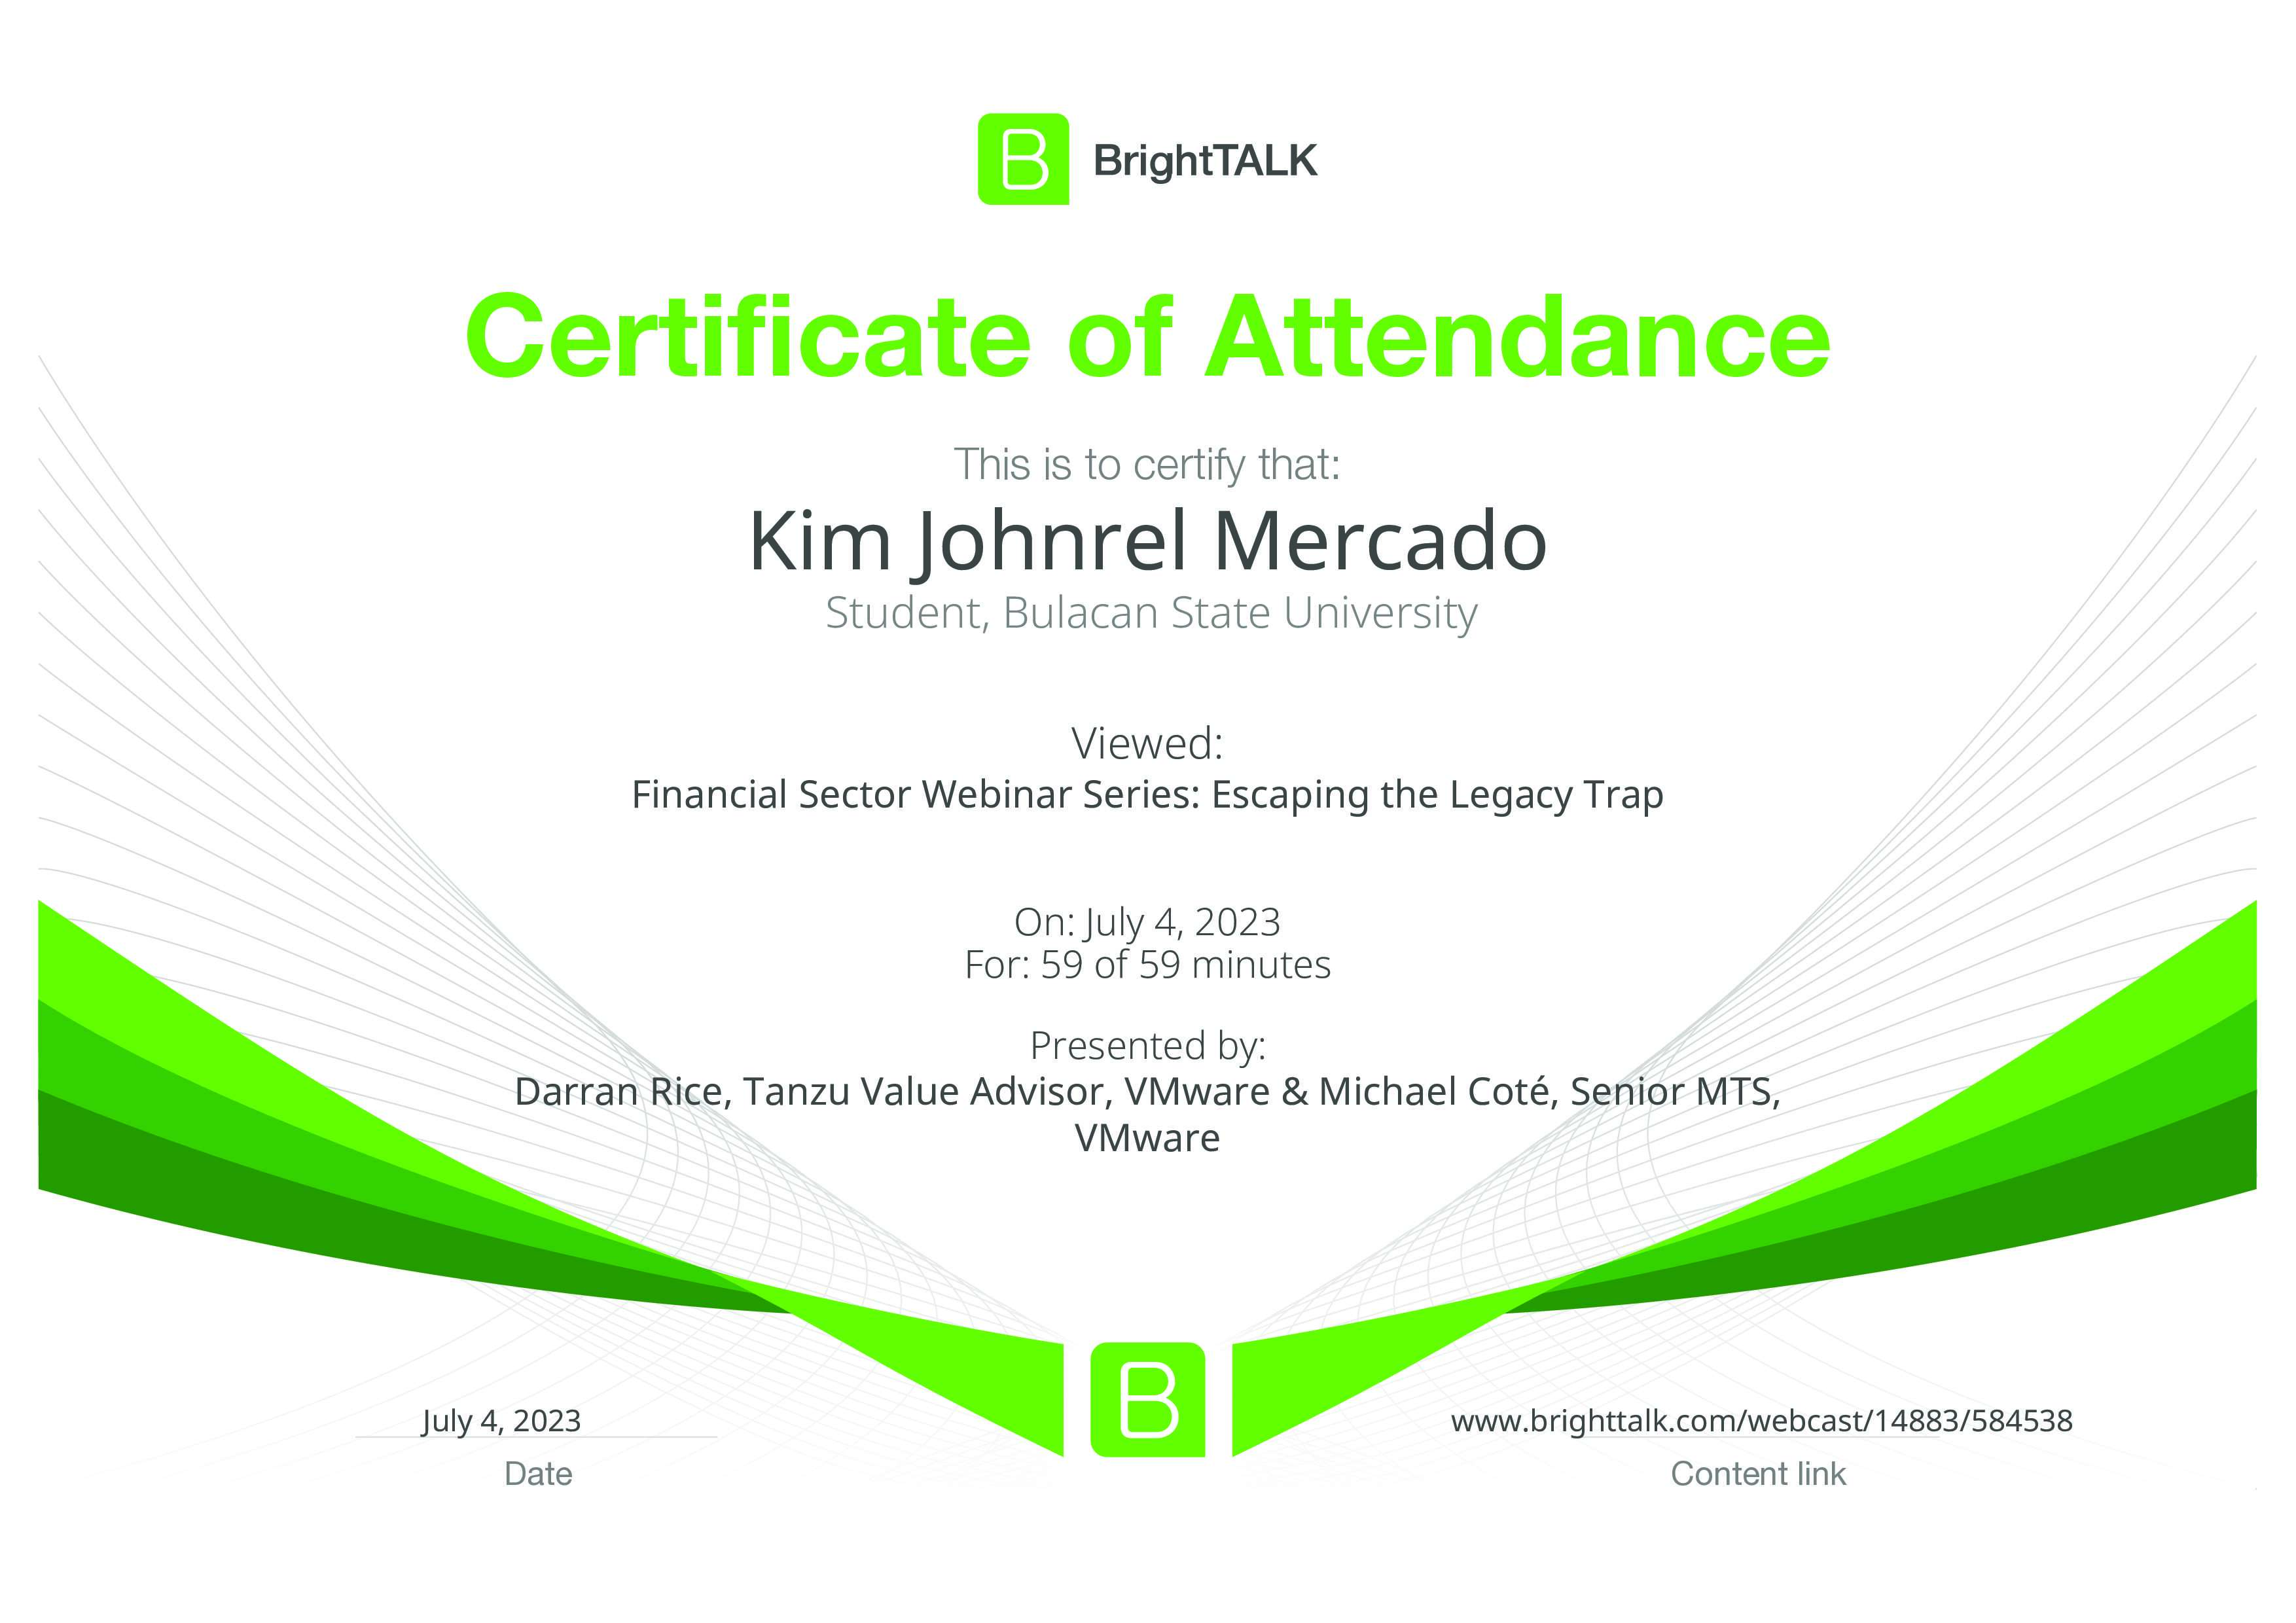 B BrightTALK
Certificate of Attendance
This is to certify that:
Kim Johnrel Mercado
Student, Bulacan State University
Viewed:
Financial Sector Webinar Series: Escaping the Legacy Trap
On: July 4, 2023
For: 59 of 59 minutes
Presented by:
Darran Rice, Tanzu Value Advisor, VMware & Michael Coté, Senior MTS,
VMware
B
July 4, 2023
Date
www.brighttalk.com/webcast/14883/584538
Content link